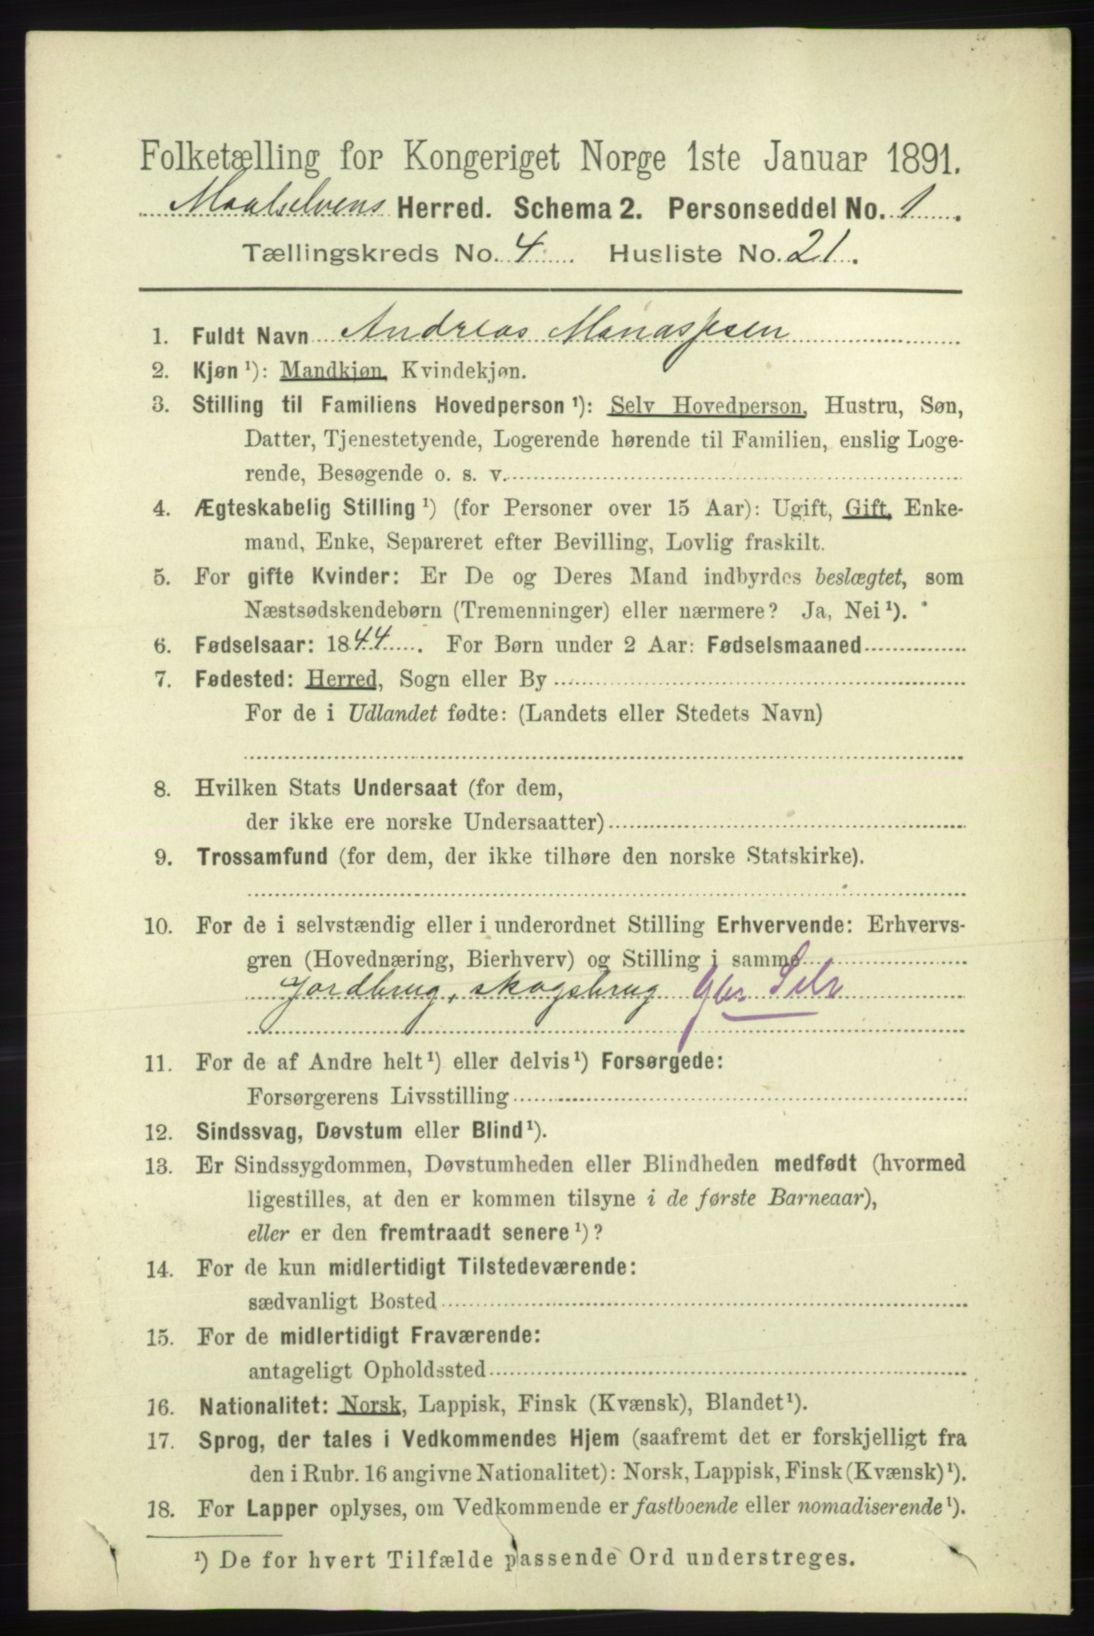 Folketælling for Kongeriget Norge 1ste Januar 1891.
Maalselvens Herred. Schema 2. Personseddel No. 1.
Tællingskreds No. 4. Husliste No. 21.
1. Fuldt Navn Andreas Manassesen
2. Kjøn ¹): Mandkjøn, Kvindekjøn.
3. Stilling til Familiens Hovedperson ¹): Selv Hovedperson, Hustru, Søn,
Datter, Tjenestetyende, Logerende hørende til Familien, enslig Loge-
rende, Besøgende o. s. v.
4. Ægteskabelig Stilling ¹) (for Personer over 15 Aar): Ugift, Gift, Enke-
mand, Enke, Separeret efter Bevilling, Lovlig fraskilt.
5. For gifte Kvinder: Er De og Deres Mand indbyrdes beslægtet, som
Næstsødskendebørn (Tremenninger) eller nærmere? Ja, Nei ¹).
6. Fødselsaar: 1844. For Børn under 2 Aar: Fødselsmaaned
7. Fødested: Herred, Sogn eller By
For de i Udlandet fødte: (Landets eller Stedets Navn)
8. Hvilken Stats Undersaat (for dem,
der ikke ere norske Undersaatter)
9. Trossamfund (for dem, der ikke tilhøre den norske Statskirke).
10. For de i selvstændig eller i underordnet Stilling Erhvervende: Erhvervs-
gren (Hovednæring, Bierhverv) og Stilling i samme
Jordbrug, skogsbrug Gbr Selv
11. For de af Andre helt ¹) eller delvis ¹) Forsørgede:
Forsørgerens Livsstilling
12. Sindssvag, Døvstum eller Blind ¹).
13. Er Sindssygdommen, Døvstumheden eller Blindheden medfødt (hvormed
ligestilles, at den er kommen tilsyne i de første Barneaar),
eller er den fremtraadt senere ¹)?
14. For de kun midlertidigt Tilstedeværende:
sædvanligt Bosted
15. For de midlertidigt Fraværende:
antageligt Opholdssted
16. Nationalitet: Norsk, Lappisk, Finsk (Kvænsk), Blandet ¹).
17. Sprog, der tales i Vedkommendes Hjem (saafremt det er forskjelligt fra
den i Rubr. 16 angivne Nationalitet): Norsk, Lappisk, Finsk (Kvænsk) ¹).
18. For Lapper oplyses, om Vedkommende er fastboende eller nomadiserende ¹).
¹) De for hvert Tilfælde passende Ord understreges.